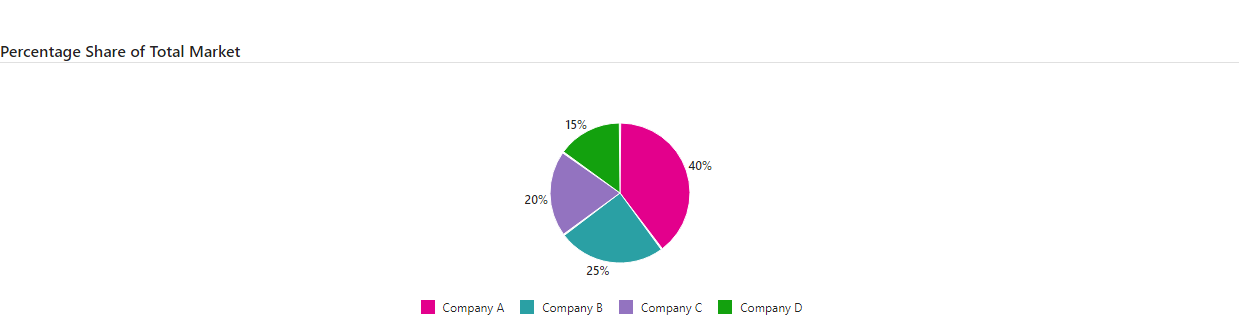 Percentage Share of Total Market
15%
40%
20%
25%
Company A Company B Company C Company D